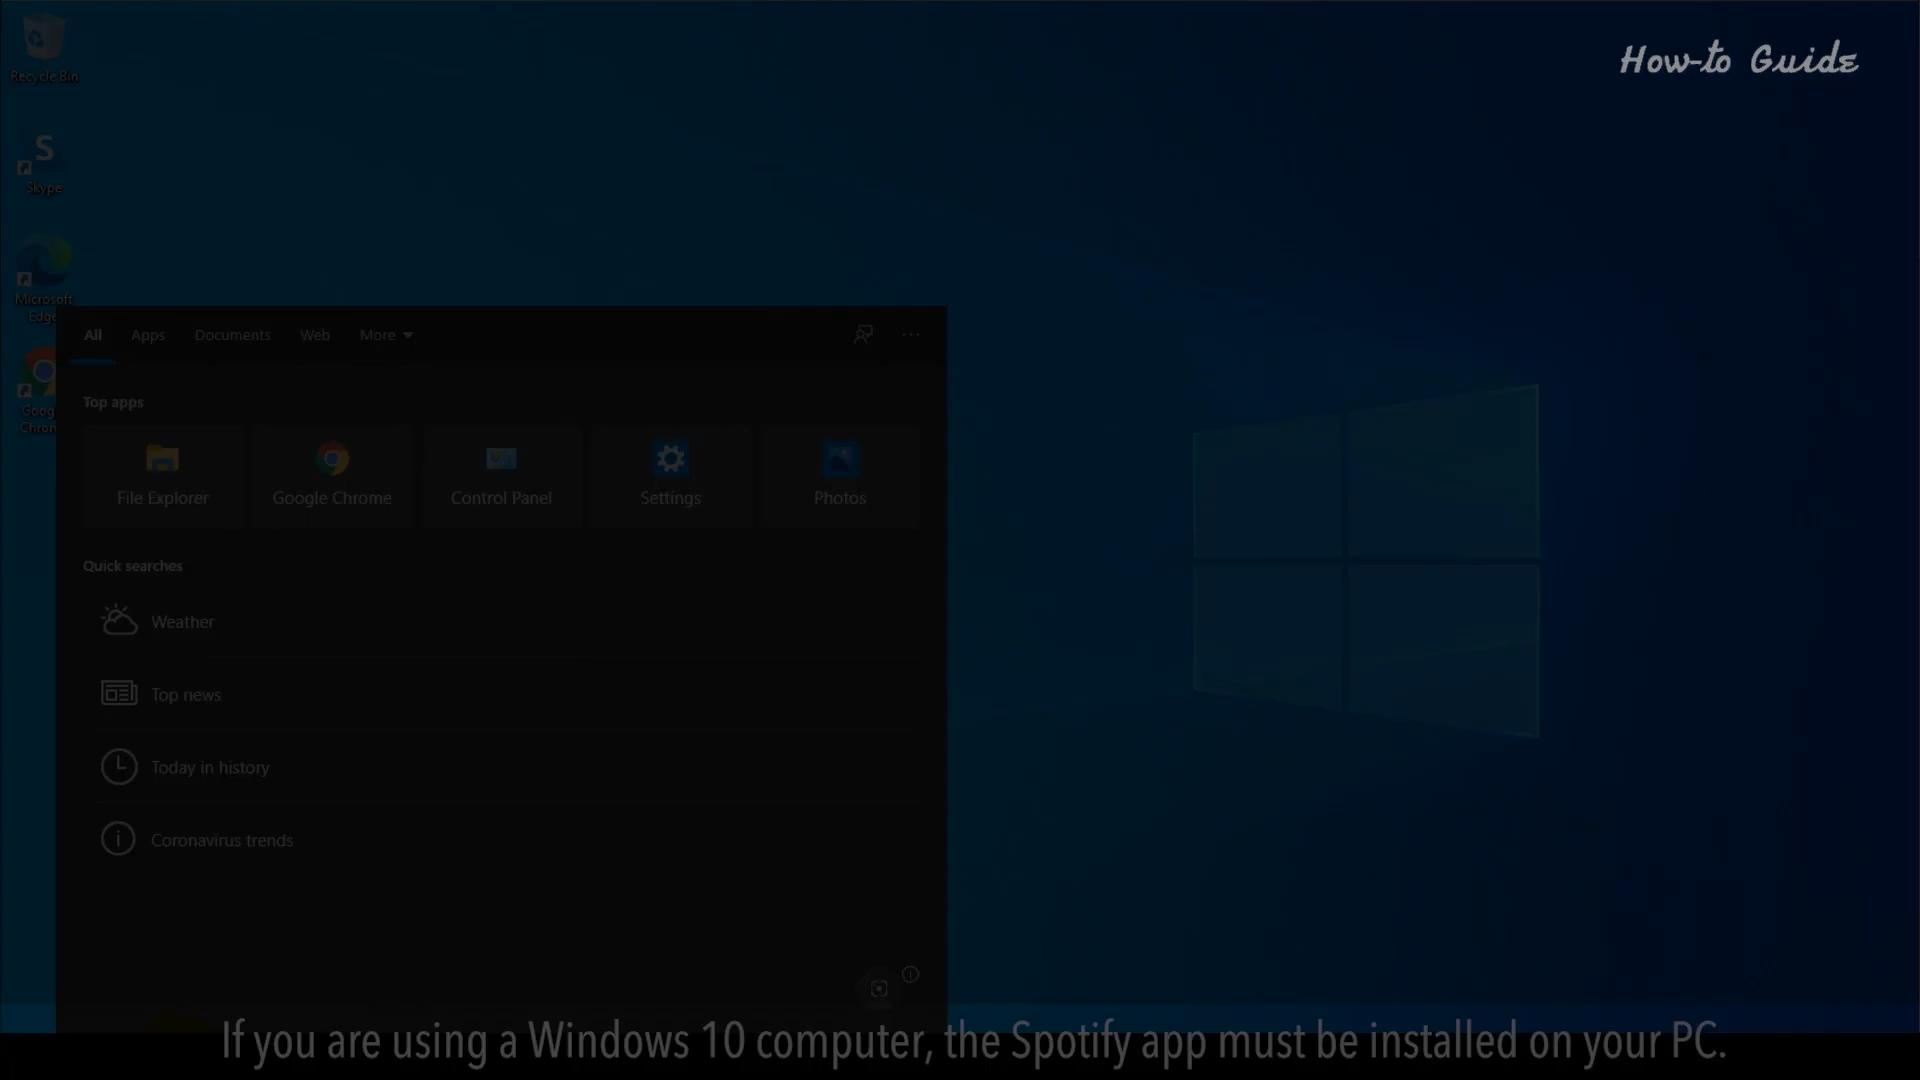 How-to Guide
Recycle Bin
S
Skype
Microsoft
Edge
Goog
Chron
All Apps Documents Web More
Top apps
File Explorer Google Chrome Control Panel Settings Photos
Quick searches
Weather
Top news
Today in history
Coronavirus trends
If you are using a Windows 10 computer, the Spotify app must be installed on your PC.